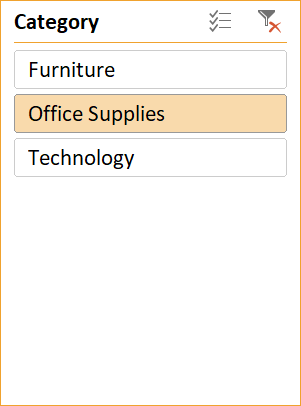 Category
Furniture
Office Supplies
Technology